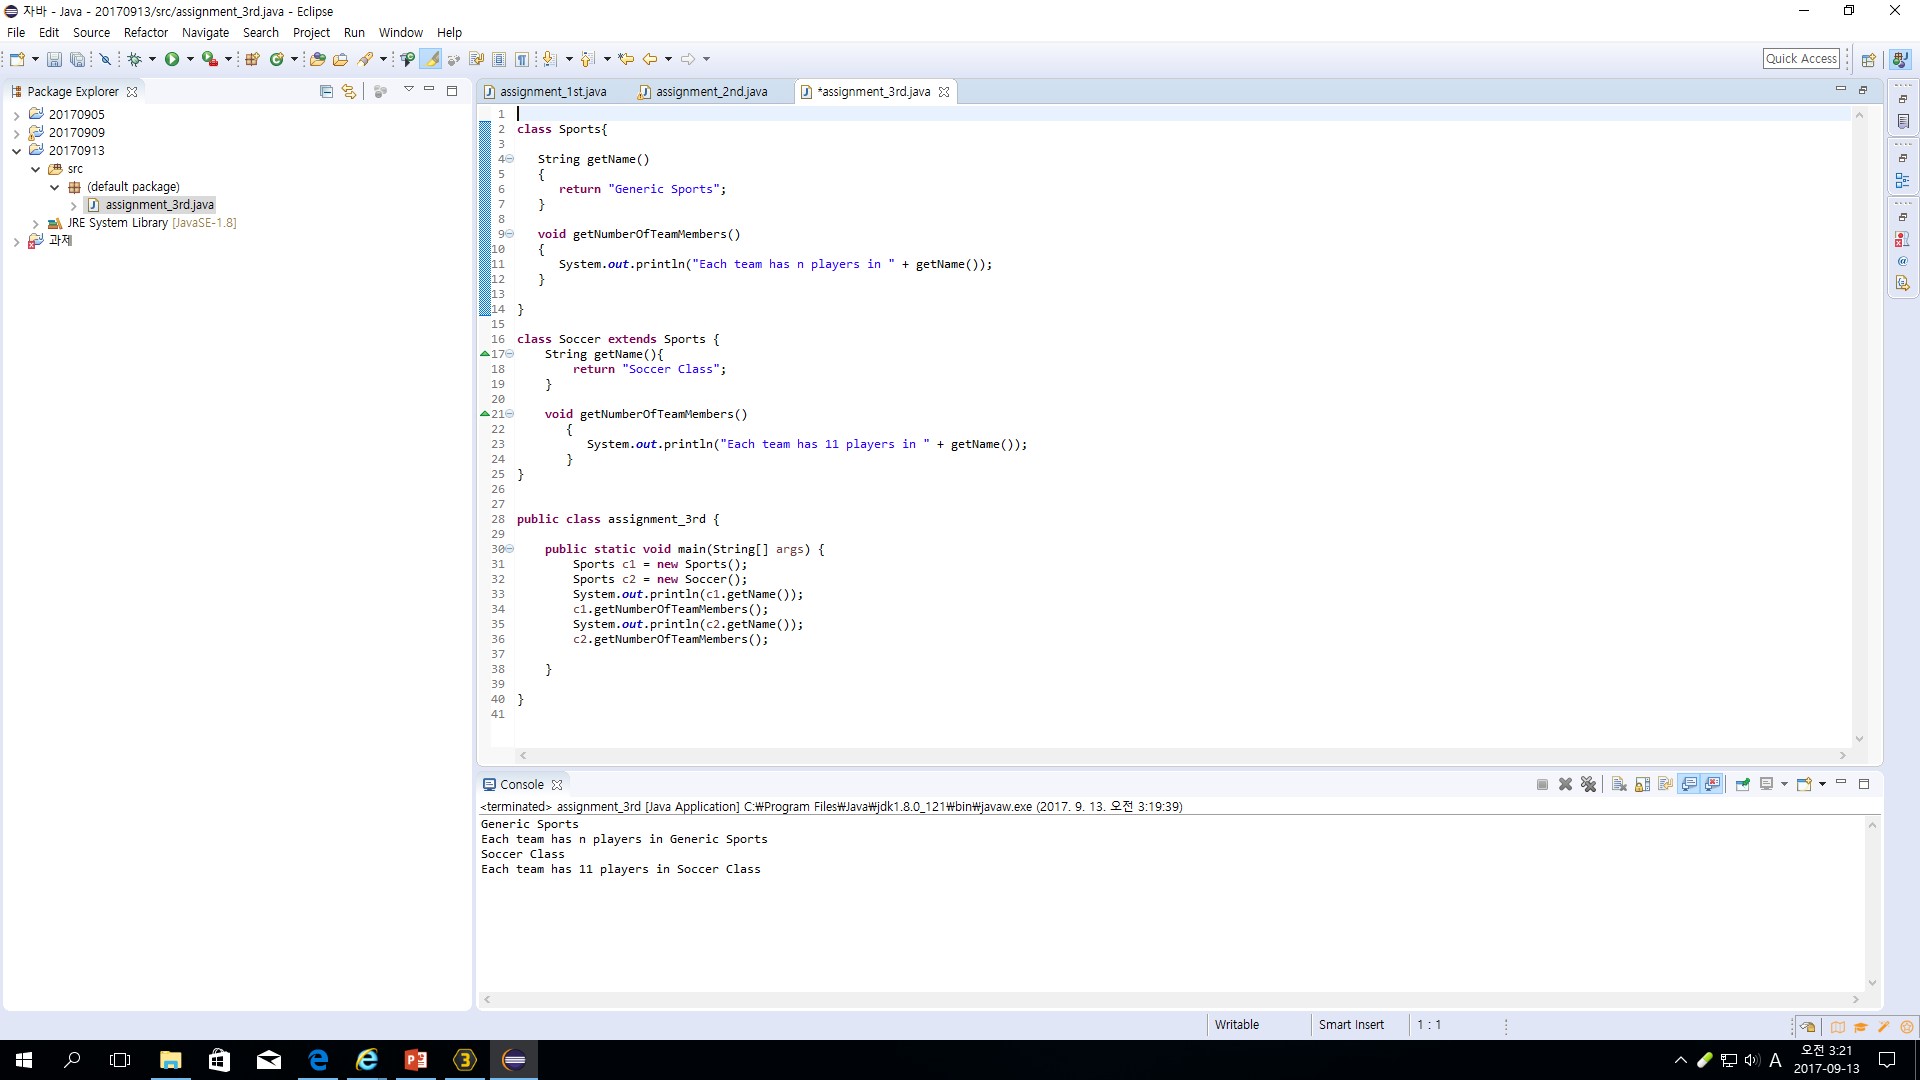 자바 - Java - 20170913/src/assignment_3rd.java - Eclipse
File Edit Source Refactor Navigate Search Project Run Window Help
Quick Access
Package Explorer
20170905
20170909
20170913
src
(default package)
assignment_3rd.java
JRE System Library [JavaSE-1.8]
과제
assignment_1st.java assignment_2nd.java *assignment_3rd.java
1
2 class Sports{
3
4 String getName()
5 {
6 return "Generic Sports";
7 }
8
9 void getNumberOfTeamMembers()
10 {
11 System.out.println("Each team has n players in " + getName());
12 }
13
14 }
15
16 class Soccer extends Sports {
17 String getName(){
18 return "Soccer Class";
19 }
20
21 void getNumberOfTeamMembers()
22 {
23 System.out.println("Each team has 11 players in " + getName());
24 }
25 }
26
27
28 public class assignment_3rd {
29
30 public static void main(String[] args) {
31 Sports c1 = new Sports();
32 Sports c2 = new Soccer();
33 System.out.println(c1.getName());
34 c1.getNumberOfTeamMembers();
35 System.out.println(c2.getName());
36 c2.getNumberOfTeamMembers();
37
38 }
39
40 }
41
Console
<terminated> assignment_3rd [Java Application] C:₩Program Files₩Java₩jdk1.8.0_121₩bin₩javaw.exe (2017. 9. 13. 오전 3:19:39)
Generic Sports
Each team has n players in Generic Sports
Soccer Class
Each team has 11 players in Soccer Class
Writable Smart Insert 1 : 1
A 오전 3:21
2017-09-13